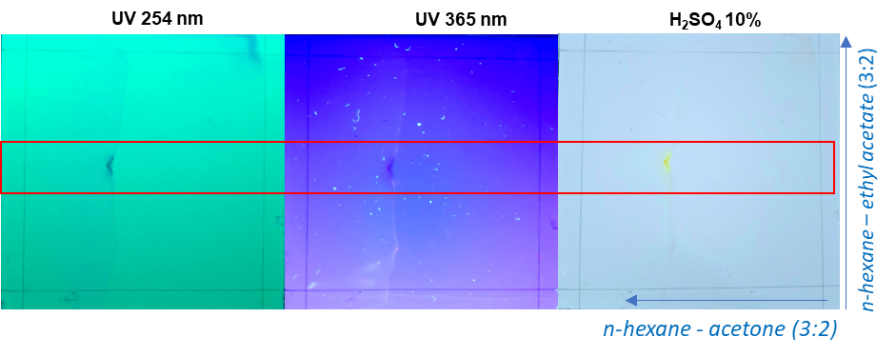 UV 254 nm
UV 365 nm
H₂SO₄ 10%
n-hexane – ethyl acetate (3:2)
n-hexane - acetone (3:2)